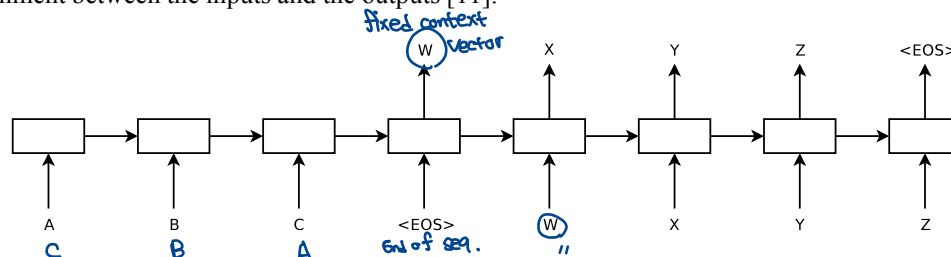 nment between the inputs and the outputs [11].
fixed context
vector
W X Y Z <EOS>
A B C <EOS> W X Y Z
C B A End of seq. "